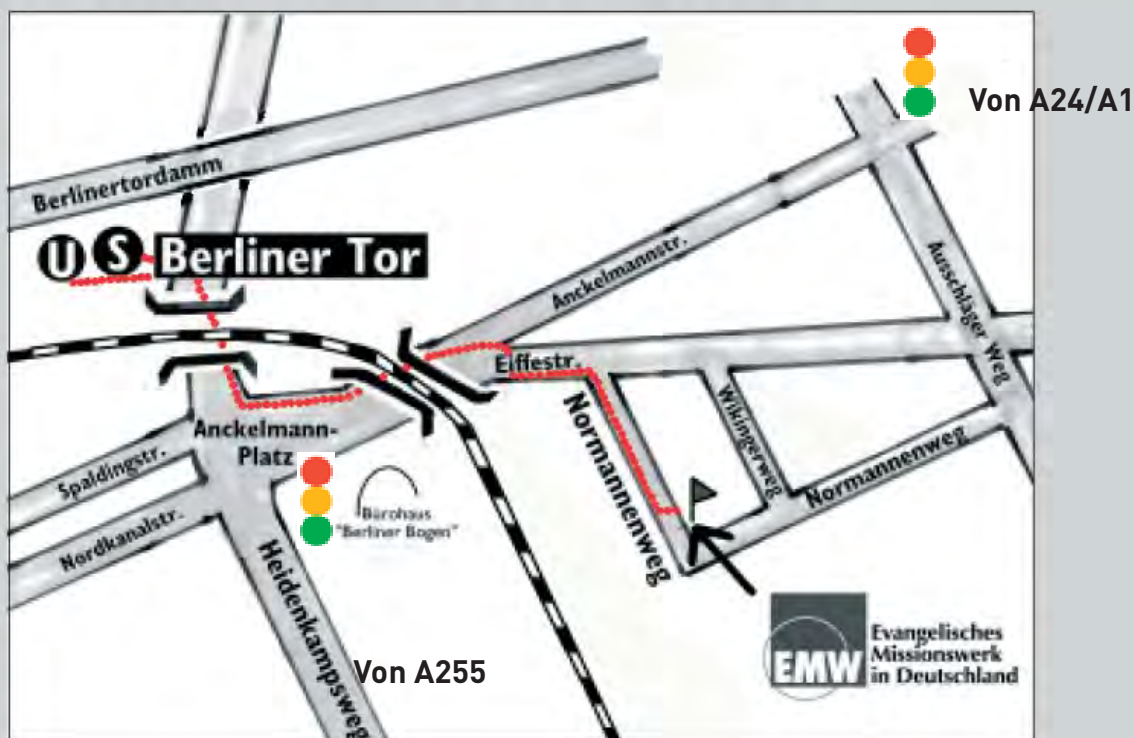 Von A24/A1
Berlinertordamm
U S Berliner Tor
Anckelmannstr.
Ausschläger Weg
Eiffestr.
Anckelmann-
Platz
Spaldingstr.
Nordkanalstr.
Bürohaus
"Berliner Bogen"
Normannenweg
Wikingerweg
Normannenweg
Heidenkampsweg
Von A255
EMW
Evangelisches
Missionswerk
in Deutschland